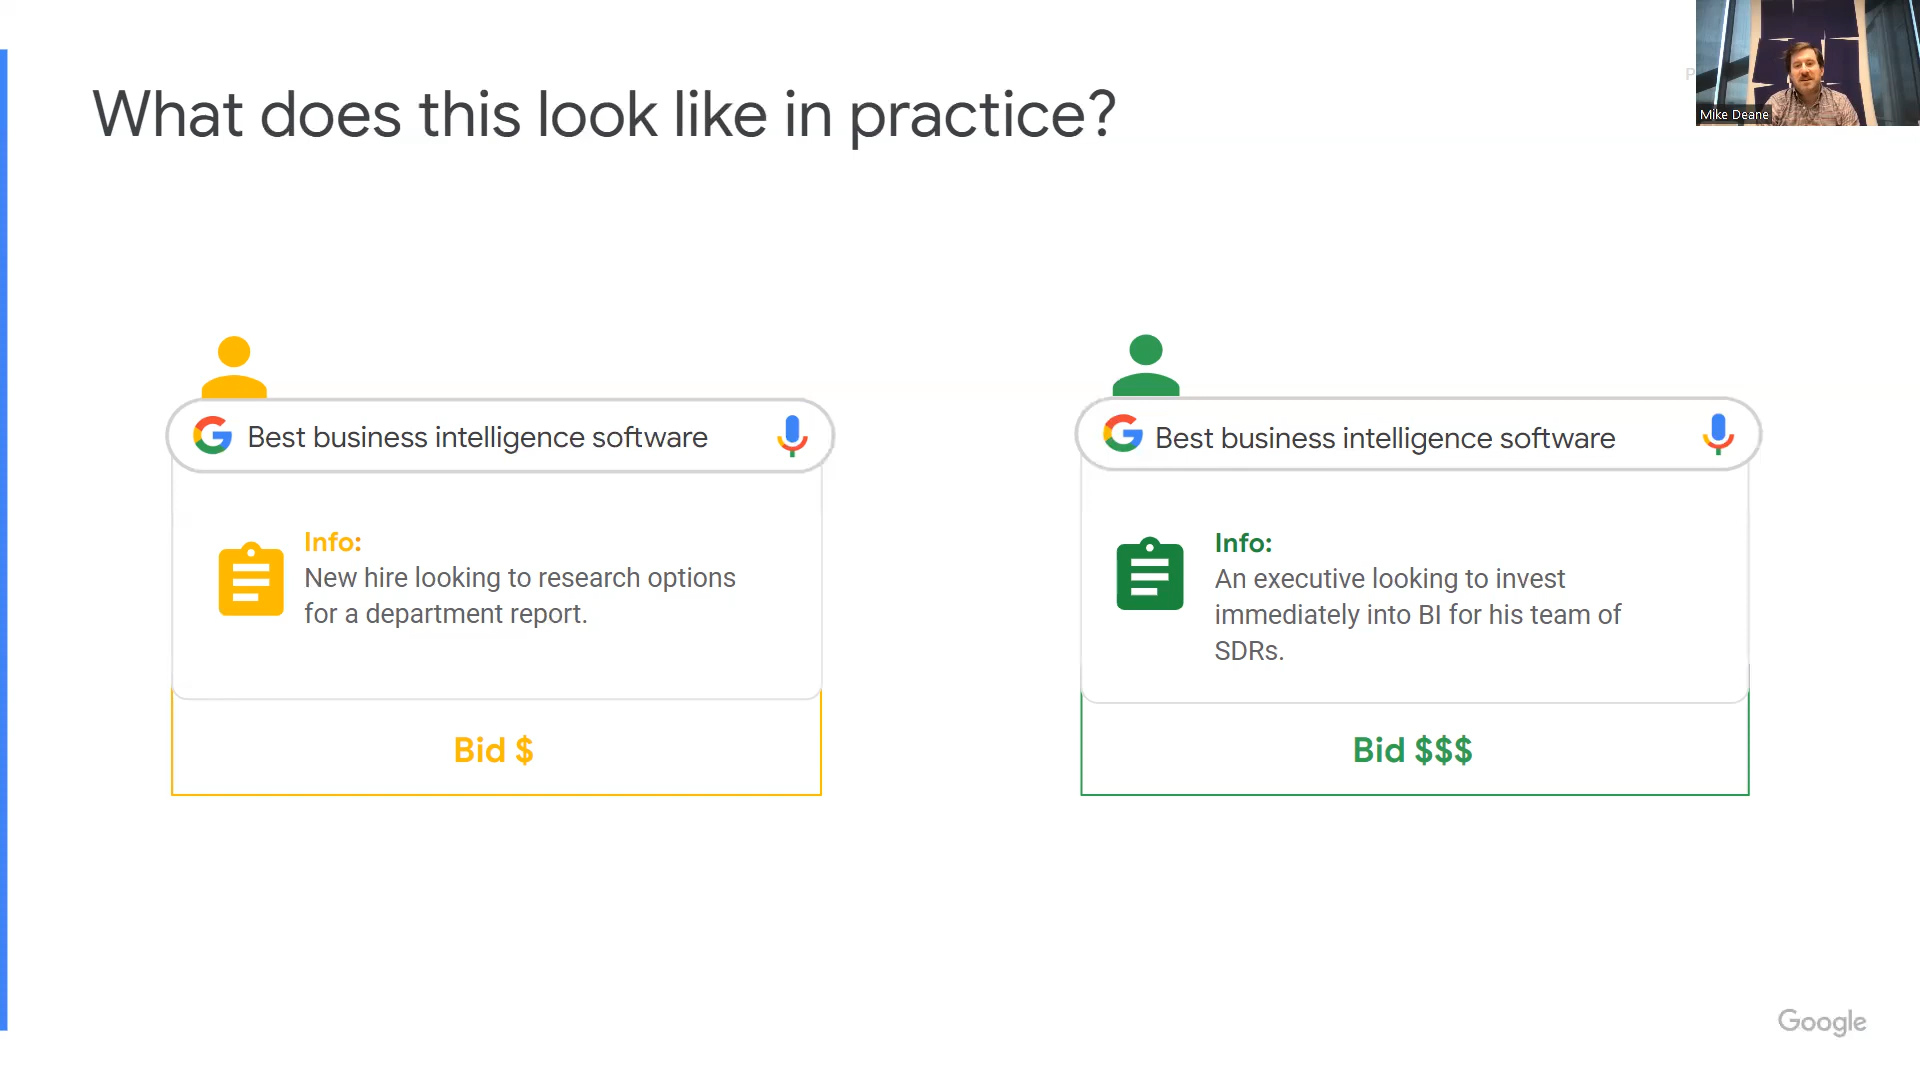 What does this look like in practice?
P
Mike Deane
Best business intelligence software
Info:
New hire looking to research options
for a department report.
Bid $
Best business intelligence software
Info:
An executive looking to invest
immediately into BI for his team of
SDRs.
Bid $$$
Google